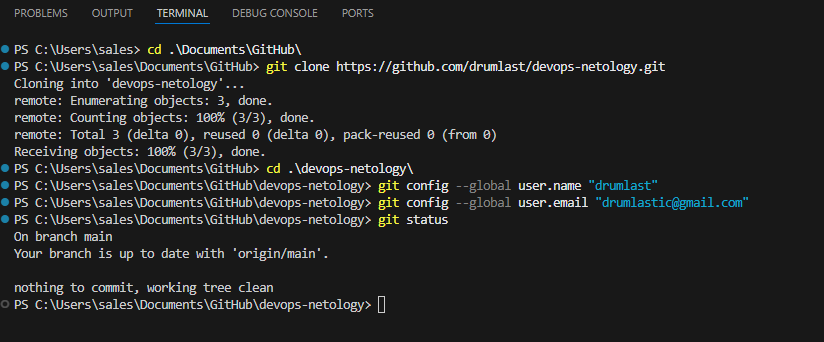 PROBLEMS OUTPUT TERMINAL DEBUG CONSOLE PORTS
PS C:\Users\sales> cd .\Documents\GitHub\
PS C:\Users\sales\Documents\GitHub> git clone https://github.com/drumlast/devops-netology.git
Cloning into 'devops-netology'...
remote: Enumerating objects: 3, done.
remote: Counting objects: 100% (3/3), done.
remote: Total 3 (delta 0), reused 0 (delta 0), pack-reused 0 (from 0)
Receiving objects: 100% (3/3), done.
PS C:\Users\sales\Documents\GitHub> cd .\devops-netology\
PS C:\Users\sales\Documents\GitHub\devops-netology> git config --global user.name "drumlast"
PS C:\Users\sales\Documents\GitHub\devops-netology> git config --global user.email "drumlastic@gmail.com"
PS C:\Users\sales\Documents\GitHub\devops-netology> git status
On branch main
Your branch is up to date with 'origin/main'.
nothing to commit, working tree clean
PS C:\Users\sales\Documents\GitHub\devops-netology>